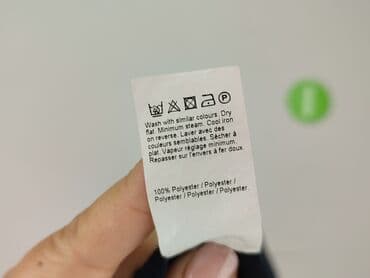 Wash with similar colours. Dry
flat. Minimum steam. Cool iron
on reverse. Laver avec des
couleurs semblables. Sècher à
plat. Vapeur réglage minimum.
Repasser sur l'envers à fer doux.
100% Polyester / Polyester /
Polyester / Polyester / Polyester